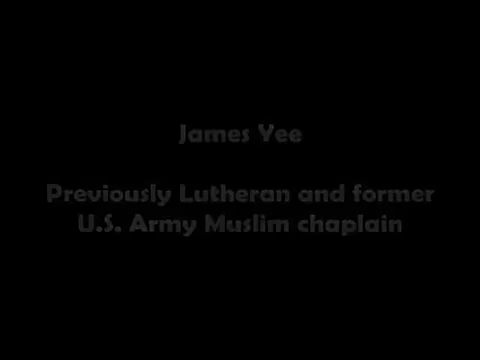 James Yee
Previously Lutheran and former
U.S. Army Muslim chaplain